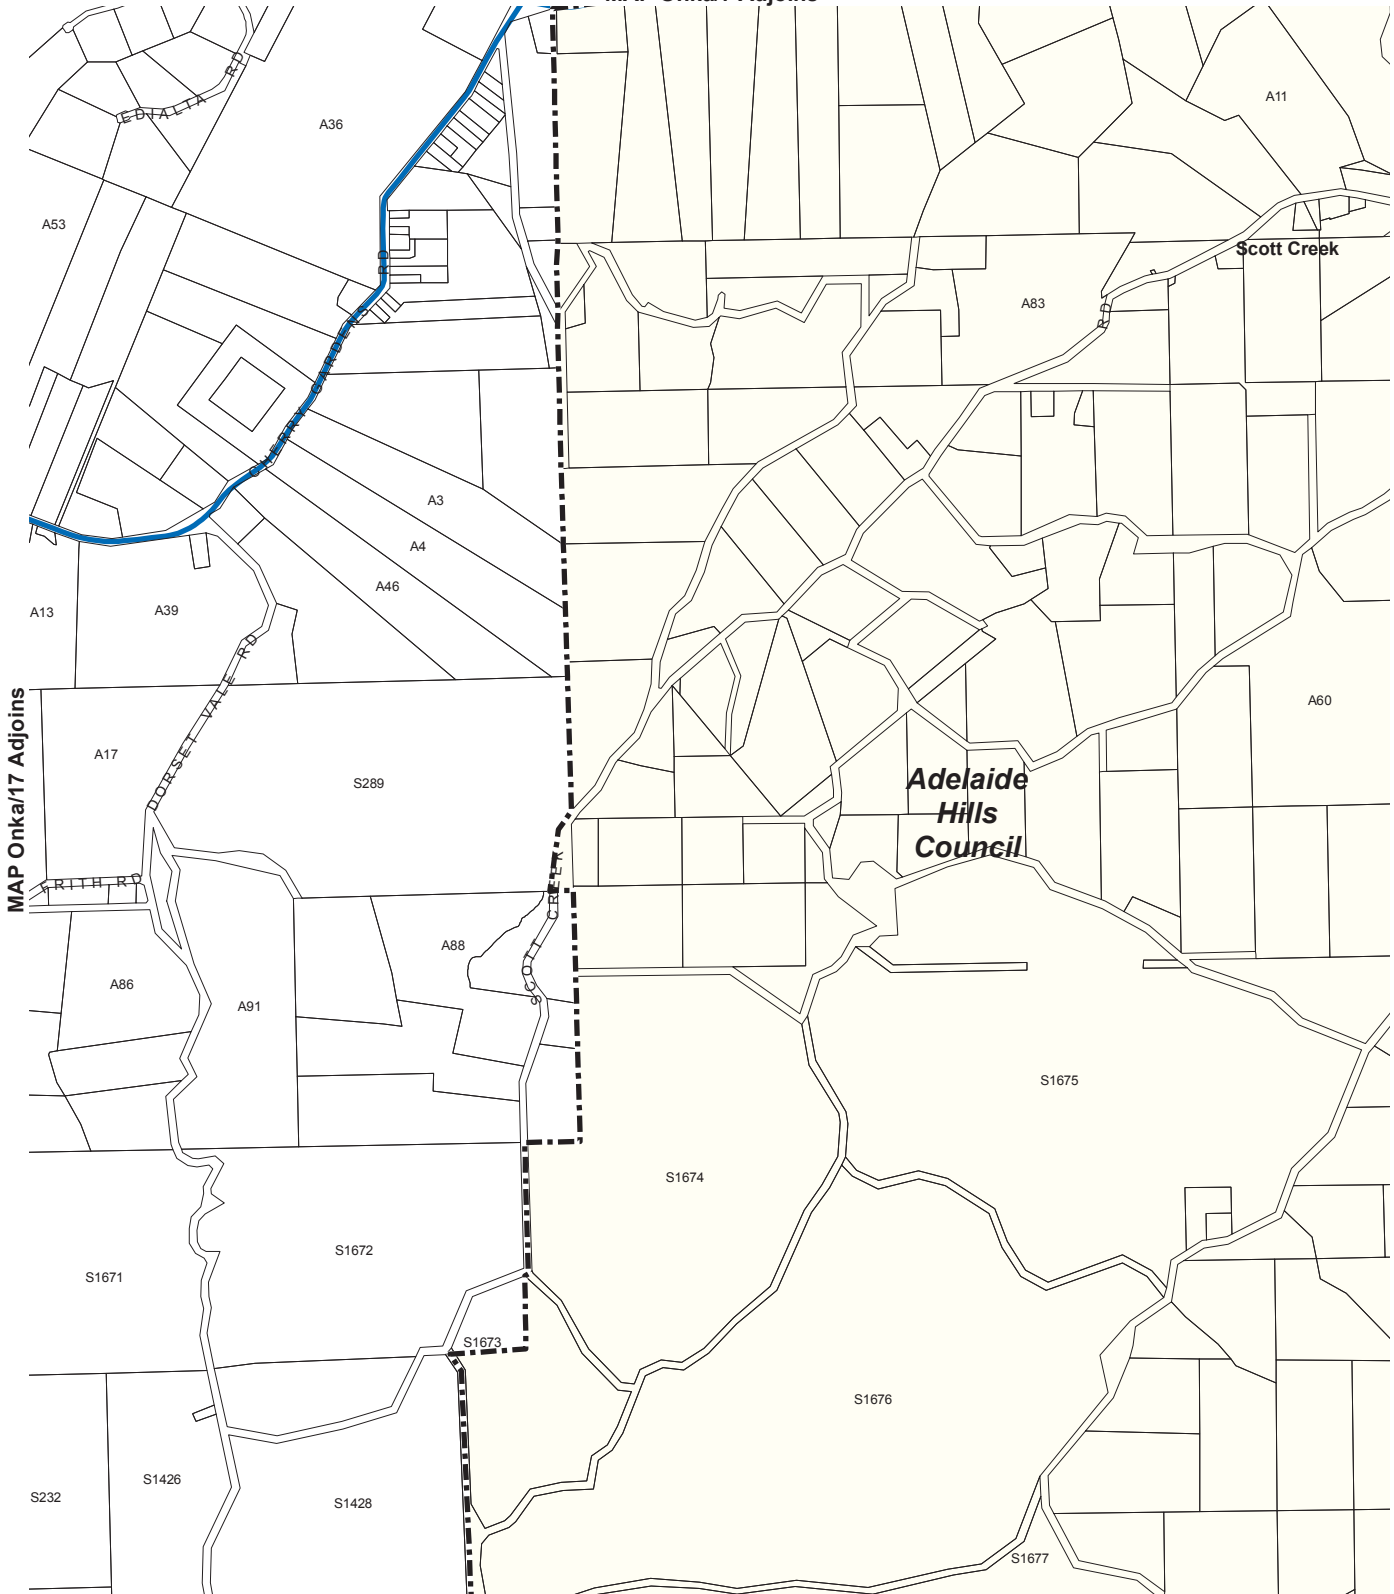 A11
A36
EDIALTA RD
A53
Scott Creek
A83
RD
CHERRY GARDENS RD
A3
A4
A46
A13
A39
DORSET VALE RD
MAP Onka/17 Adjoins
A60
A17
S289
Adelaide
Hills
Council
FRITH RD
SCOTT CREEK
A88
A86
A91
S1675
S1674
S1672
S1671
S1673
S1676
S1426
S232
S1428
S1677